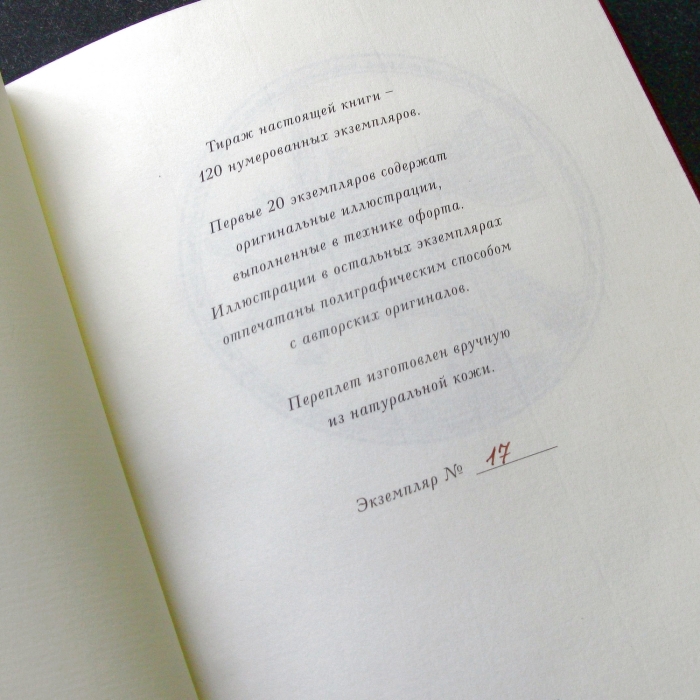 Тираж настоящей книги –
120 нумерованных экземпляров.
Первые 20 экземпляров содержат
оригинальные иллюстрации,
выполненные в технике офорта.
Иллюстрации в остальных экземплярах
отпечатаны полиграфическим способом
с авторских оригиналов.
Переплет изготовлен вручную
из натуральной кожи.
Экземпляр № 17